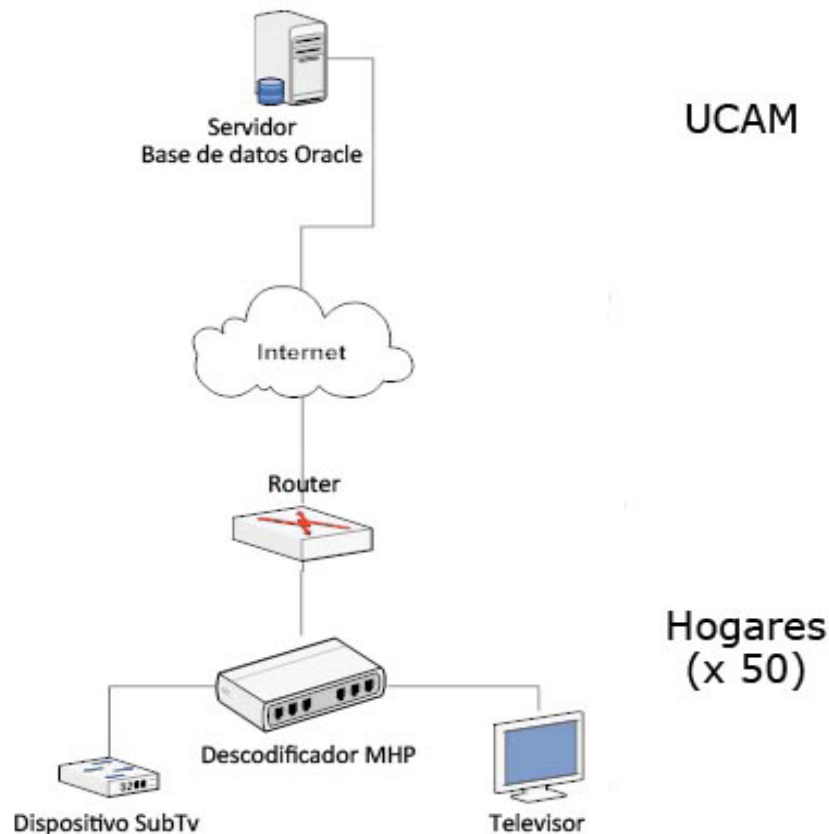 Servidor
Base de datos Oracle
UCAM
Internet
Router
Hogares
(x 50)
Descodificador MHP
Dispositivo SubTv
Televisor